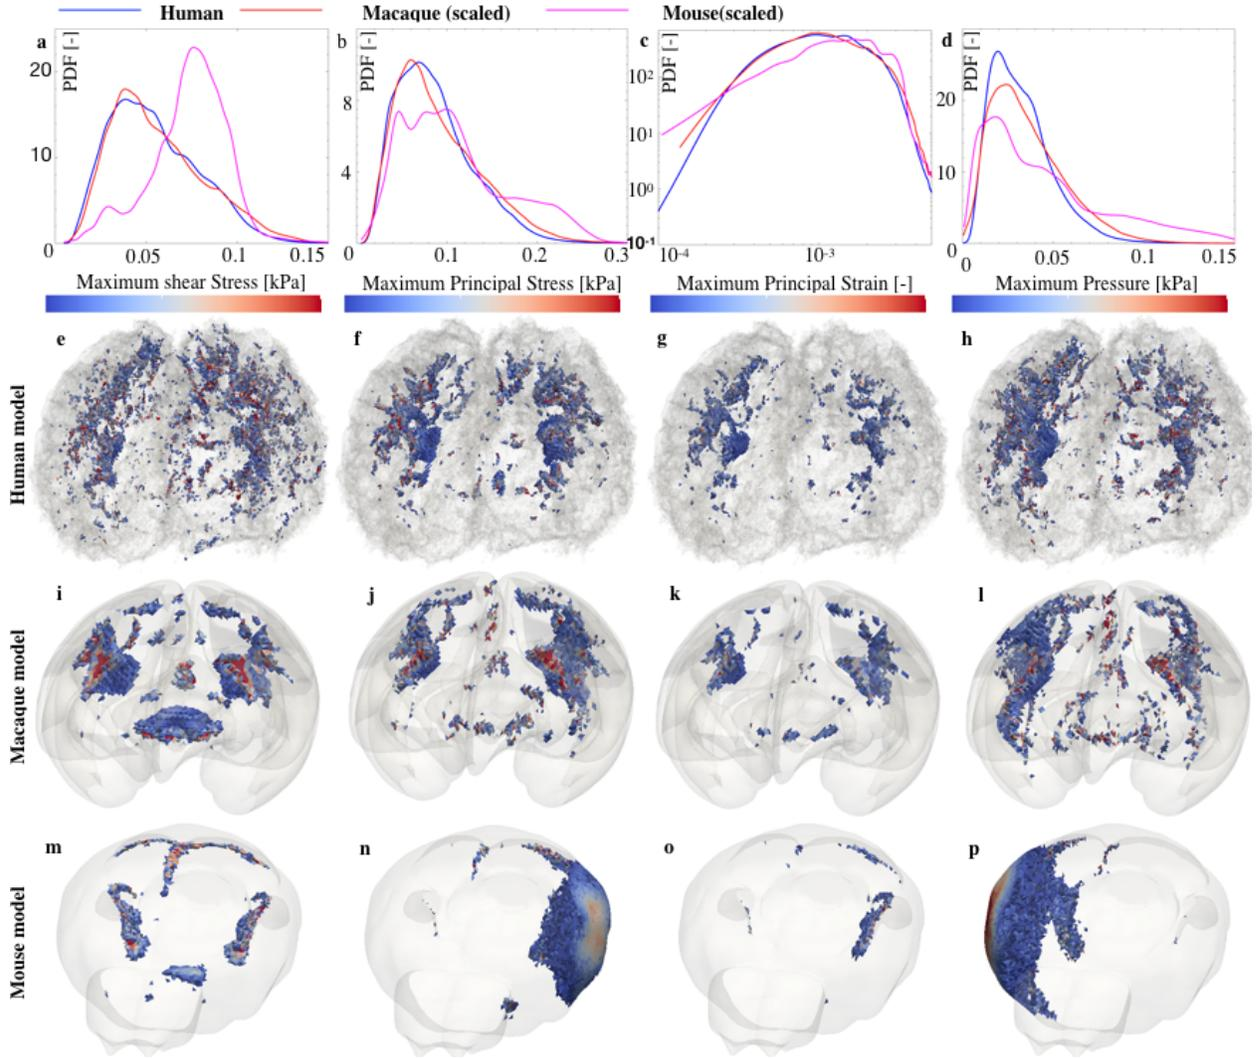 Human Macaque (scaled) Mouse(scaled)
a PDF [-] 20 10 0 0.05 0.1 0.15
Maximum shear Stress [kPa]
b PDF [-] 8 4 0 0.1 0.2 0.3
Maximum Principal Stress [kPa]
c PDF [-] 10² 10¹ 10⁰ 10⁻¹ 10⁻⁴ 10⁻³
Maximum Principal Strain [-]
d PDF [-] 20 10 0 0 0.05 0.1 0.15
Maximum Pressure [kPa]
Human model
e f g h
Macaque model
i j k l
Mouse model
m n o p